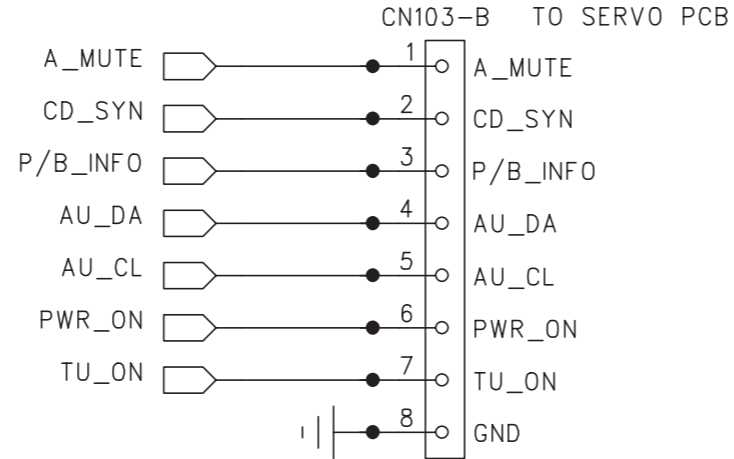 CN103-B TO SERVO PCB
A_MUTE 1 A_MUTE
CD_SYN 2 CD_SYN
P/B_INFO 3 P/B_INFO
AU_DA 4 AU_DA
AU_CL 5 AU_CL
PWR_ON 6 PWR_ON
TU_ON 7 TU_ON
8 GND